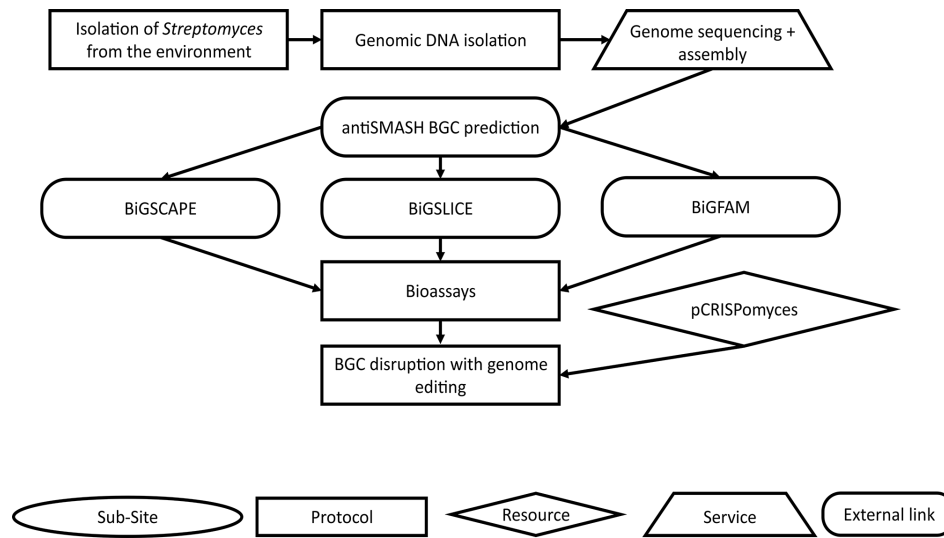 Isolation of Streptomyces
from the environment
Genomic DNA isolation
Genome sequencing +
assembly
antiSMASH BGC prediction
BiGSCAPE
BiGSLICE
BiGFAM
Bioassays
pCRISPomyces
BGC disruption with genome
editing
Sub-Site
Protocol
Resource
Service
External link